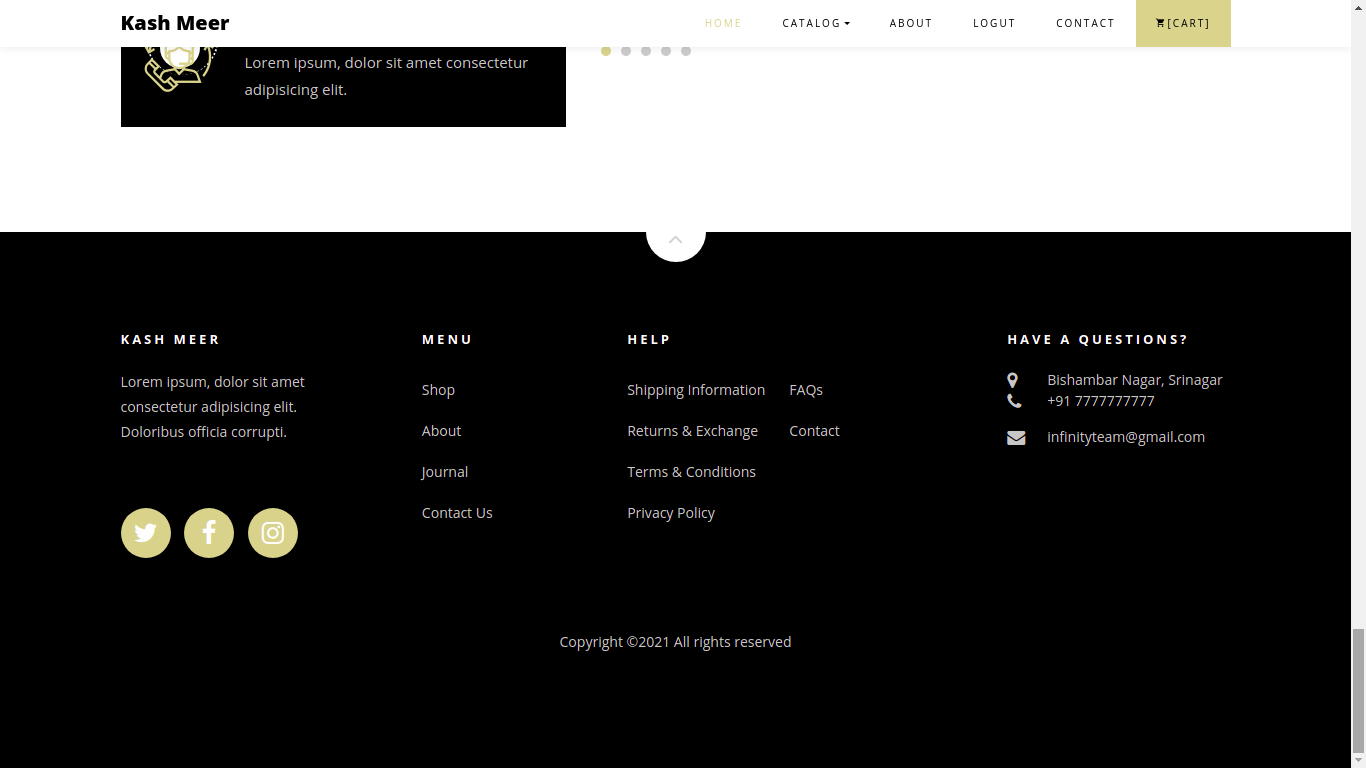 Kash Meer
HOME
CATALOG
ABOUT
LOGUT
CONTACT
[CART]
Lorem ipsum, dolor sit amet consectetur
adipisicing elit.
KASH MEER
Lorem ipsum, dolor sit amet
consectetur adipisicing elit.
Doloribus officia corrupti.
MENU
Shop
About
Journal
Contact Us
HELP
Shipping Information
Returns & Exchange
Terms & Conditions
Privacy Policy
FAQs
Contact
HAVE A QUESTIONS?
Bishambar Nagar, Srinagar
+91 7777777777
infinityteam@gmail.com
Copyright ©2021 All rights reserved